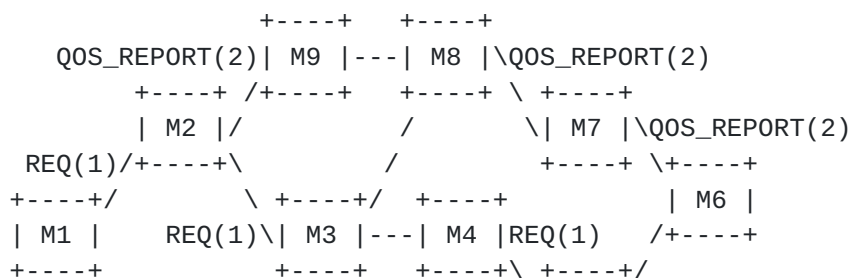 +----+   +----+
QOS_REPORT(2)| M9 |---| M8 |\QOS_REPORT(2)
+----+ /+----+   +----+ \ +----+
| M2 |/          /       \| M7 |\QOS_REPORT(2)
REQ(1)/+----+\         /         +----+ \+----+
+----+/        \ +----+/  +----+          | M6 |
| M1 |    REQ(1)\| M3 |---| M4 |REQ(1)   /+----+
+----+           +----+   +----+\ +----+/